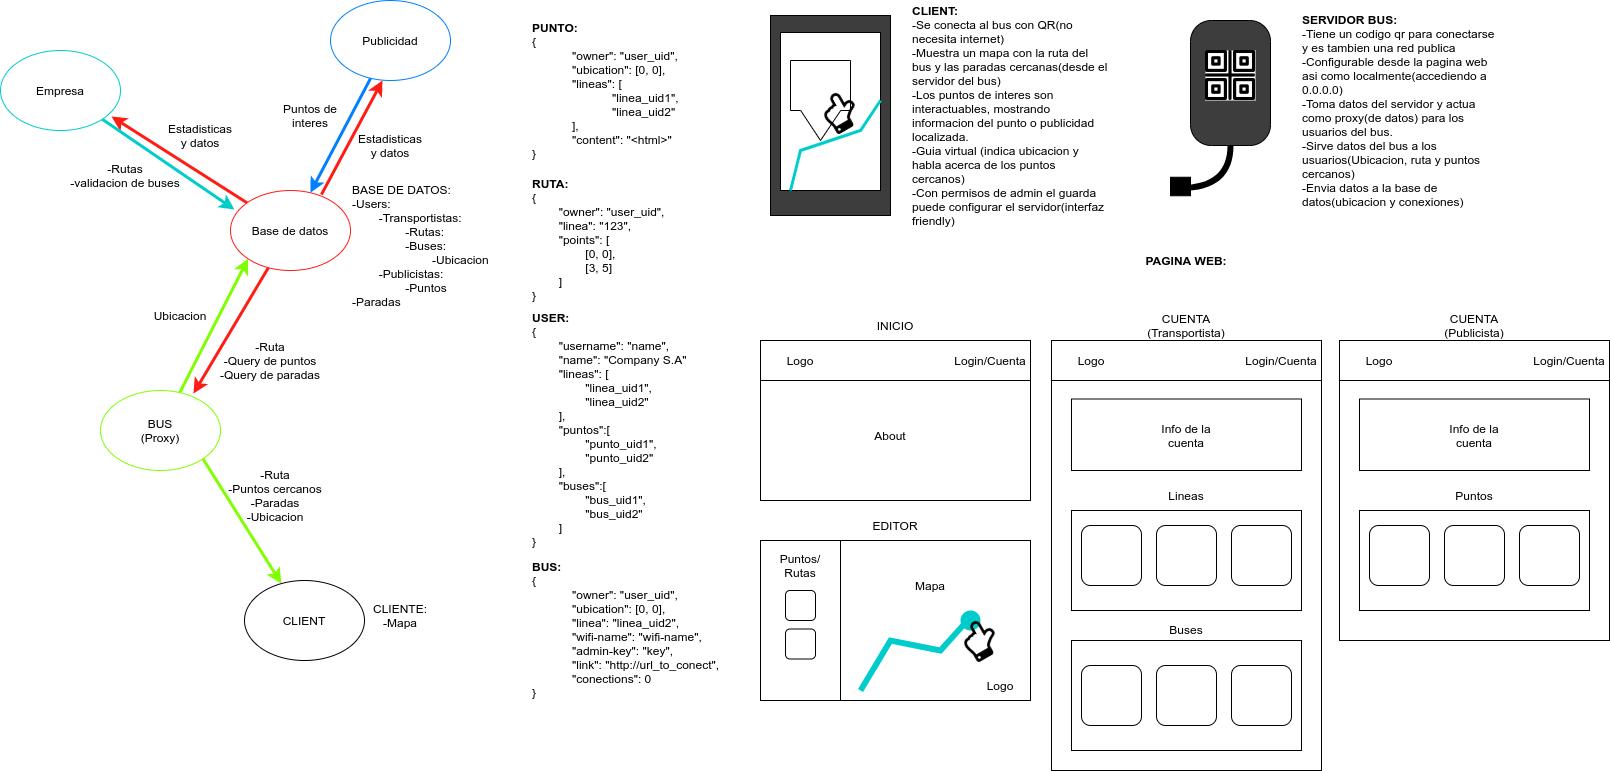 Publicidad
Empresa
Puntos de
interes
Estadisticas
y datos
Estadisticas
y datos
-Rutas
-validacion de buses
Base de datos
BASE DE DATOS:
-Users:
-Transportistas:
-Rutas:
-Buses:
-Ubicacion
-Publicistas:
-Puntos
-Paradas
Ubicacion
-Ruta
-Query de puntos
-Query de paradas
BUS
(Proxy)
-Ruta
-Puntos cercanos
-Paradas
-Ubicacion
CLIENT
CLIENTE:
-Mapa
PUNTO:
{
"owner": "user_uid",
"ubication": [0, 0],
"lineas": [
"linea_uid1",
"linea_uid2"
],
"content": "<html>"
}
RUTA:
{
"owner": "user_uid",
"linea": "123",
"points": [
[0, 0],
[3, 5]
]
}
USER:
{
"username": "name",
"name": "Company S.A"
"lineas": [
"linea_uid1",
"linea_uid2"
],
"puntos":[
"punto_uid1",
"punto_uid2"
],
"buses":[
"bus_uid1",
"bus_uid2"
]
}
BUS:
{
"owner": "user_uid",
"ubication": [0, 0],
"linea": "linea_uid2",
"wifi-name": "wifi-name",
"admin-key": "key",
"link": "http://url_to_conect",
"conections": 0
}
CLIENT:
-Se conecta al bus con QR(no
necesita internet)
-Muestra un mapa con la ruta del
bus y las paradas cercanas(desde el
servidor del bus)
-Los puntos de interes son
interactuables, mostrando
informacion del punto o publicidad
localizada.
-Guia virtual (indica ubicacion y
habla acerca de los puntos
cercanos)
-Con permisos de admin el guarda
puede configurar el servidor(interfaz
friendly)
SERVIDOR BUS:
-Tiene un codigo qr para conectarse
y es tambien una red publica
-Configurable desde la pagina web
asi como localmente(accediendo a
0.0.0.0)
-Toma datos del servidor y actua
como proxy(de datos) para los
usuarios del bus.
-Sirve datos del bus a los
usuarios(Ubicacion, ruta y puntos
cercanos)
-Envia datos a la base de
datos(ubicacion y conexiones)
PAGINA WEB:
INICIO
Logo
Login/Cuenta
About
EDITOR
Puntos/
Rutas
Mapa
Logo
CUENTA
(Transportista)
Logo
Login/Cuenta
Info de la
cuenta
Lineas
Buses
CUENTA
(Publicista)
Logo
Login/Cuenta
Info de la
cuenta
Puntos